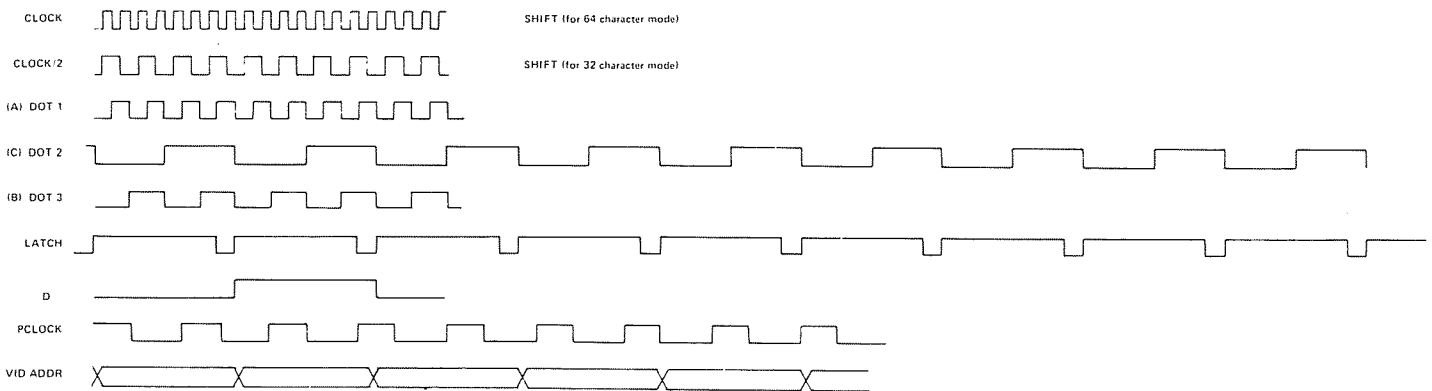 CLOCK SHIFT (for 64 character mode)
CLOCK/2 SHIFT (for 32 character mode)
(A) DOT 1
(C) DOT 2
(B) DOT 3
LATCH
D
PCLOCK
VID ADDR